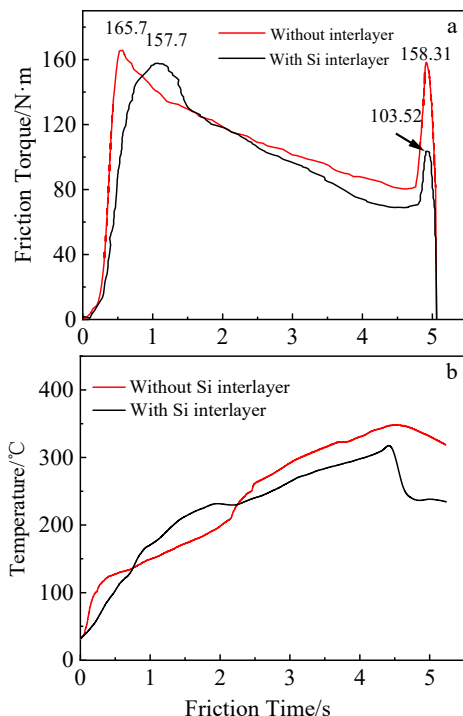 a
165.7
157.7
Without interlayer
With Si interlayer
158.31
103.52
Friction Torque/N·m
200
160
120
80
40
0
0 1 2 3 4 5
b
Without Si interlayer
With Si interlayer
Temperature/℃
400
300
200
100
0
0 1 2 3 4 5
Friction Time/s